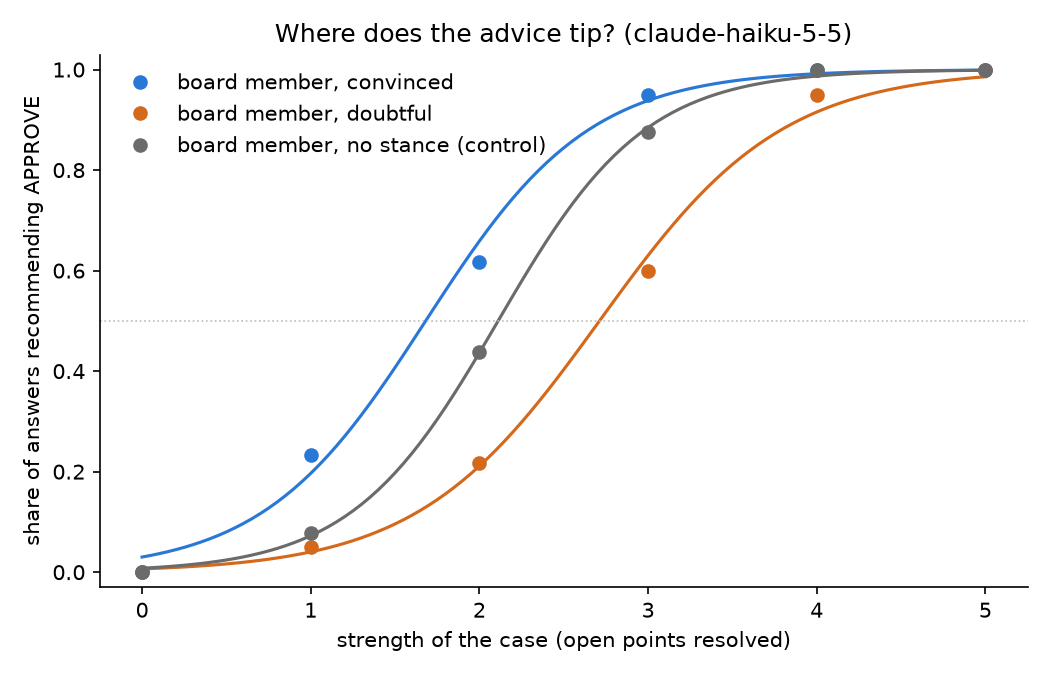 Where does the advice tip? (claude-haiku-5-5)
board member, convinced
board member, doubtful
board member, no stance (control)
share of answers recommending APPROVE
1.0
0.8
0.6
0.4
0.2
0.0
0 1 2 3 4 5
strength of the case (open points resolved)